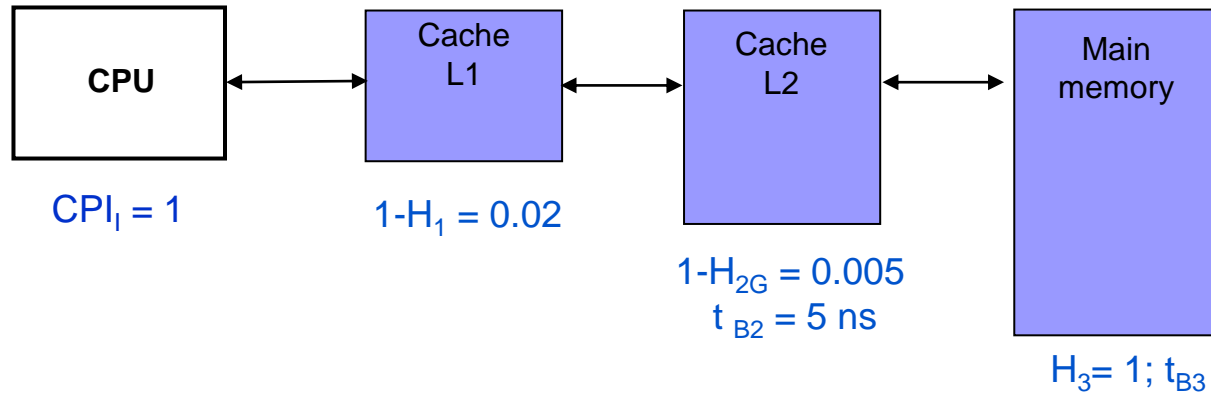 CPU
Cache
L1
Cache
L2
Main
memory
CPI_I = 1
1-H_1 = 0.02
1-H_2G = 0.005
t _B2 = 5 ns
H_3= 1; t_B3